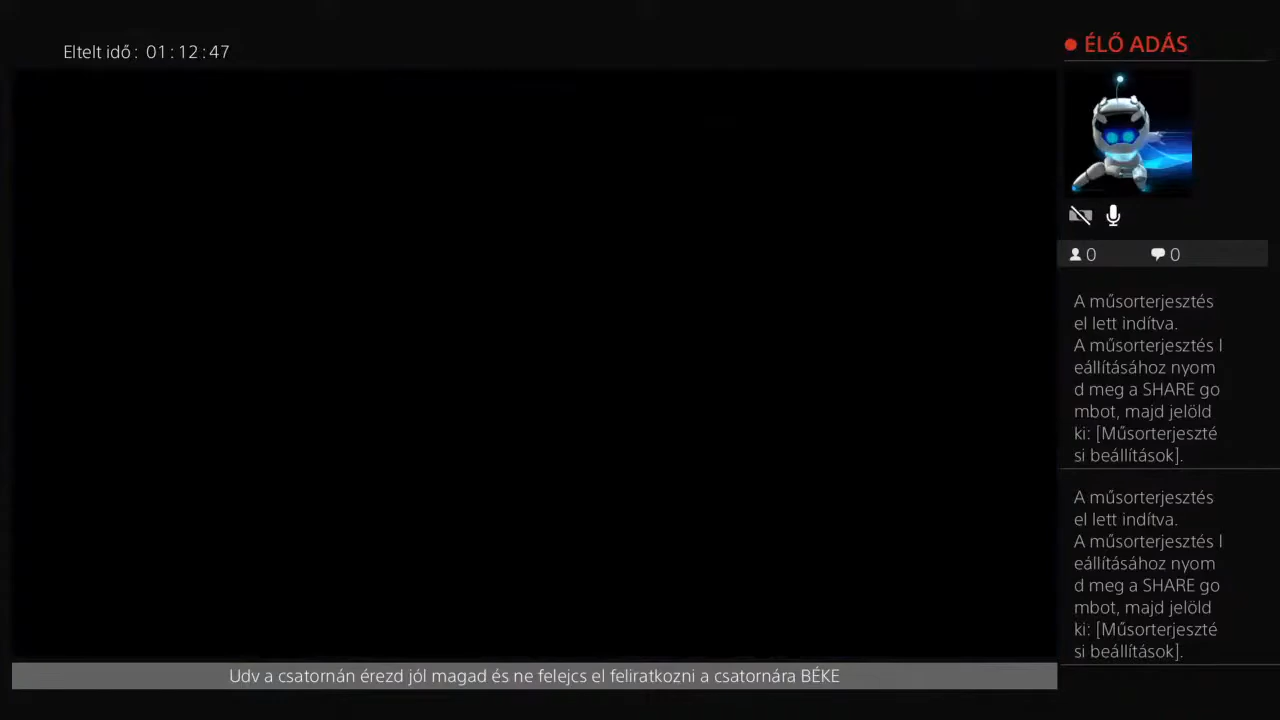 Eltelt idő : 01 : 12 : 47
ÉLŐ ADÁS
0 0
A műsorterjesztés
el lett indítva.
A műsorterjesztés l
eállításához nyom
d meg a SHARE go
mbot, majd jelöld
ki: [Műsorterjeszté
si beállítások].
A műsorterjesztés
el lett indítva.
A műsorterjesztés l
eállításához nyom
d meg a SHARE go
mbot, majd jelöld
ki: [Műsorterjeszté
si beállítások].
Udv a csatornán érezd jól magad és ne felejcs el feliratkozni a csatornára BÉKE